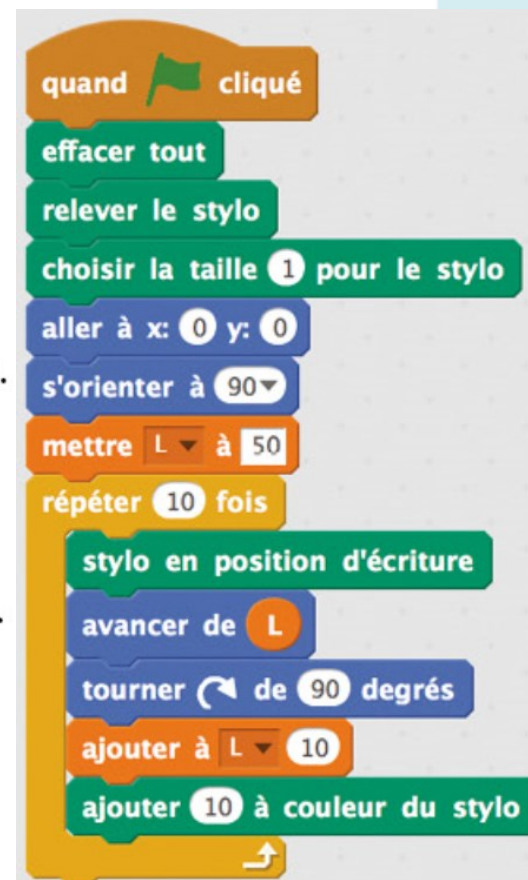 quand cliqué
effacer tout
relever le stylo
choisir la taille 1 pour le stylo
aller à x: 0 y: 0
s'orienter à 90
mettre L à 50
répéter 10 fois
stylo en position d'écriture
avancer de L
tourner de 90 degrés
ajouter à L 10
ajouter 10 à couleur du stylo